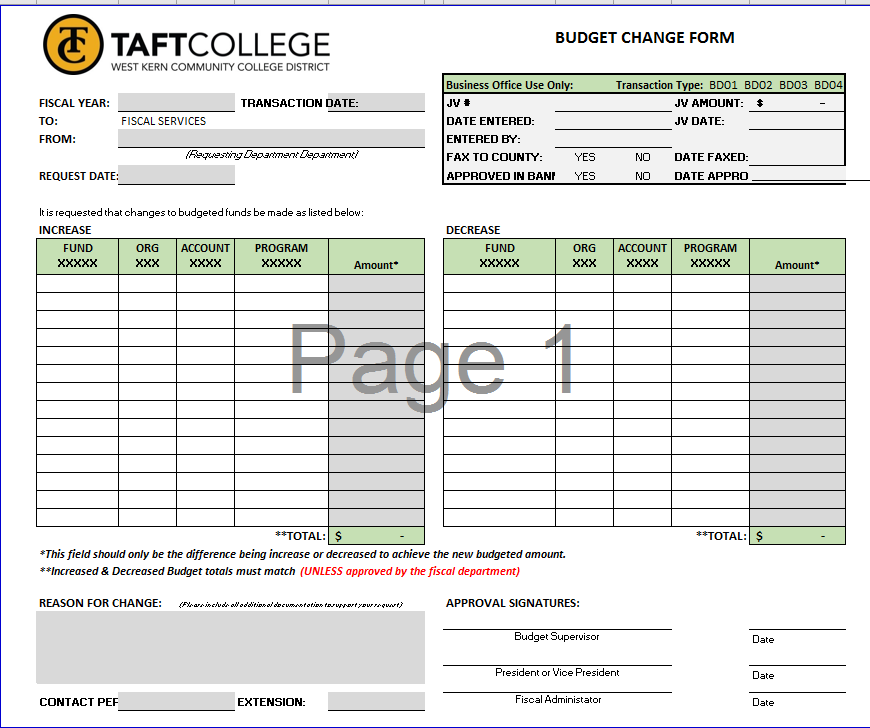 TC
TAFTCOLLEGE
WEST KERN COMMUNITY COLLEGE DISTRICT
BUDGET CHANGE FORM
Business Office Use Only: Transaction Type: BD01 BD02 BD03 BD04
JV # JV AMOUNT: $ -
DATE ENTERED: JV DATE:
ENTERED BY:
FAX TO COUNTY: YES NO DATE FAXED:
APPROVED IN BAN YES NO DATE APPRO
FISCAL YEAR: TRANSACTION DATE:
TO: FISCAL SERVICES
FROM:
(Requesting Department Department)
REQUEST DATE:
It is requested that changes to budgeted funds be made as listed below:
INCREASE
FUND ORG ACCOUNT PROGRAM
XXXXX XXX XXXX XXXXX Amount*
**TOTAL: $ -
DECREASE
FUND ORG ACCOUNT PROGRAM
XXXXX XXX XXXX XXXXX Amount*
**TOTAL: $ -
Page 1
*This field should only be the difference being increase or decreased to achieve the new budgeted amount.
**Increased & Decreased Budget totals must match (UNLESS approved by the fiscal department)
REASON FOR CHANGE: (Please include all additional documentation to support your request)
CONTACT PER EXTENSION:
APPROVAL SIGNATURES:
Budget Supervisor Date
President or Vice President Date
Fiscal Administator Date